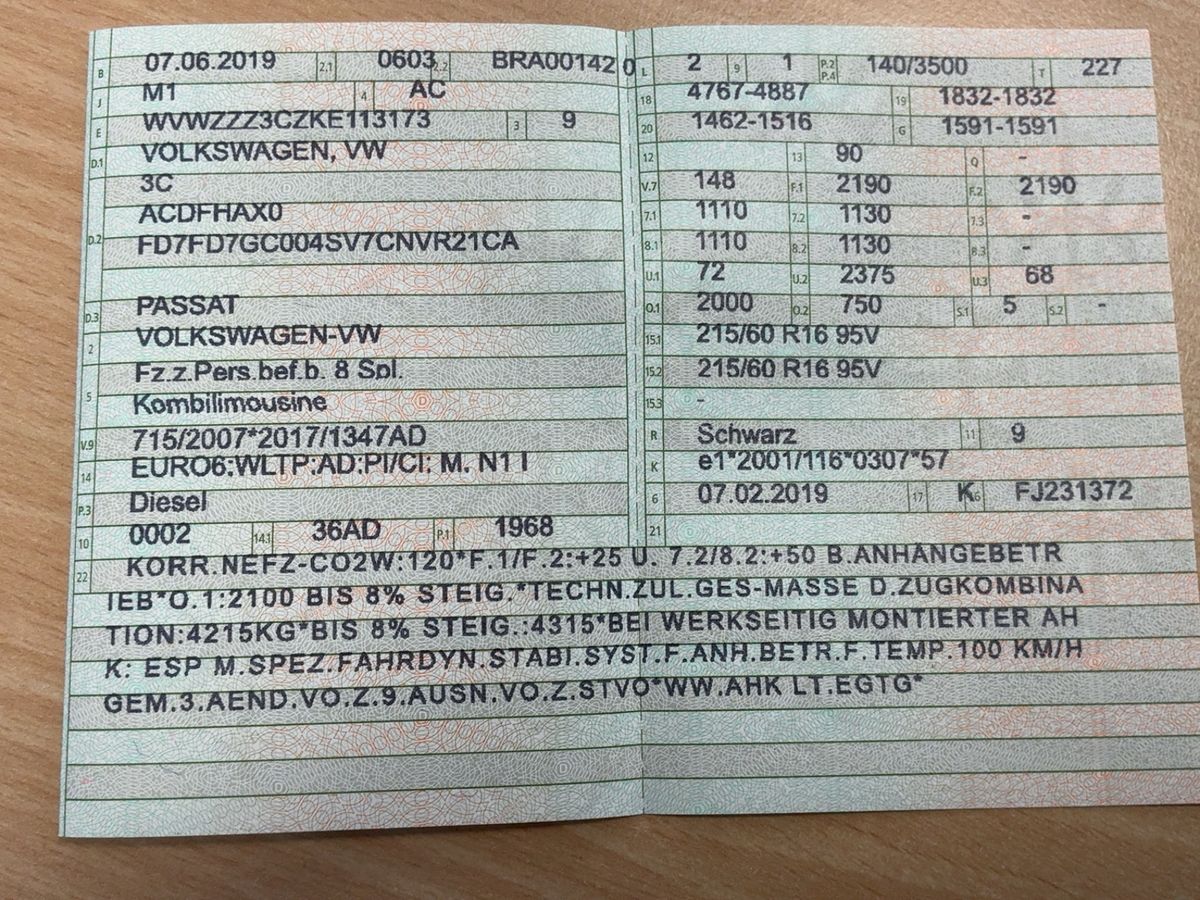 B 07.06.2019 2.1 0603 2.2 BRA00142 0
J M1 4 AC
E WVWZZZ3CZKE113173 3 9
D.1 VOLKSWAGEN, VW
3C
D.2 ACDFHAX0
FD7FD7GC004SV7CNVR21CA
D.3 PASSAT
2 VOLKSWAGEN-VW
5 Fz.z.Pers.bef.b. 8 Spl.
Kombilimousine
V.9 715/2007*2017/1347AD
14 EURO6;WLTP;AD;PI/CI; M, N1 I
P.3 Diesel
10 0002 14.1 36AD P.1 1968
L 2 9 1 P.2 P.4 140/3500 T 227
18 4767-4887 19 1832-1832
20 1462-1516 G 1591-1591
12 13 90 Q -
V.7 148 F.1 2190 F.2 2190
7.1 1110 7.2 1130 7.3 -
8.1 1110 8.2 1130 8.3 -
U.1 72 U.2 2375 U.3 68
O.1 2000 O.2 750 S.1 5 S.2 -
15.1 215/60 R16 95V
15.2 215/60 R16 95V
15.3 -
R Schwarz 11 9
K e1*2001/116*0307*57
6 07.02.2019 17 K 16 FJ231372
21
22 KORR.NEFZ-CO2W:120*F.1/F.2:+25 U. 7.2/8.2:+50 B.ANHÄNGEBETR
IEB*O.1:2100 BIS 8% STEIG.*TECHN.ZUL.GES-MASSE D.ZUGKOMBINA
TION:4215KG*BIS 8% STEIG.:4315*BEI WERKSEITIG MONTIERTER AH
K: ESP M.SPEZ.FAHRDYN.STABI.SYST.F.ANH.BETR.F.TEMP.100 KM/H
GEM.3.AEND.VO.Z.9.AUSN.VO.Z.STVO*WW.AHK LT.EGTG*